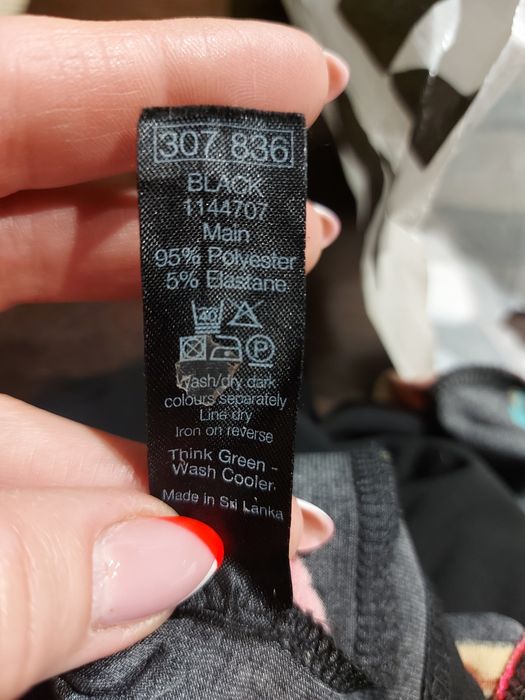 307 836
BLACK
1144707
Main
95% Polyester
5% Elastane
40
P
Wash/dry dark
colours separately
Line dry
Iron on reverse
Think Green -
Wash Cooler
Made in Sri Lanka